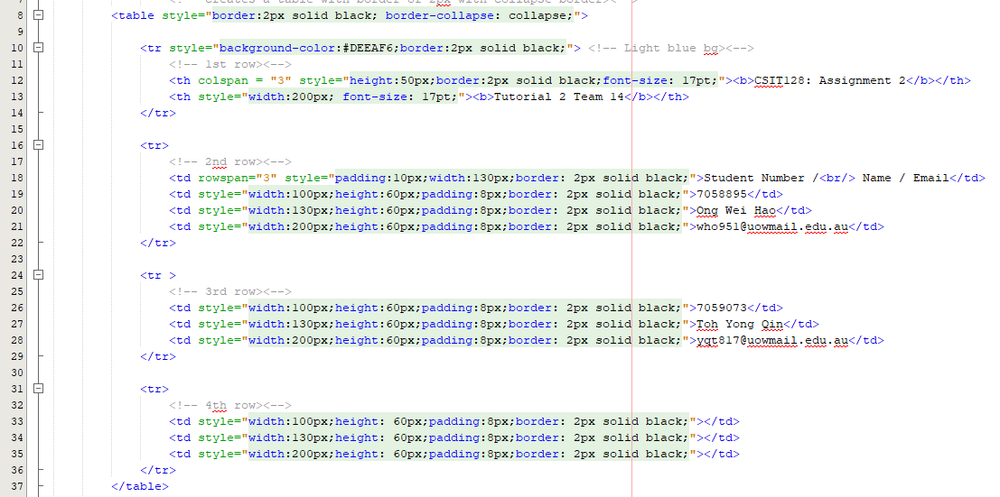 7 <!-- Creates a table with border of 2px with collapse border><-->
8 <table style="border:2px solid black; border-collapse: collapse;">
9
10 <tr style="background-color:#DEEAF6;border:2px solid black;"> <!-- Light blue bg><-->
11 <!-- 1st row><-->
12 <th colspan = "3" style="height:50px;border:2px solid black;font-size: 17pt;"><b>CSIT128: Assignment 2</b></th>
13 <th style="width:200px; font-size: 17pt;"><b>Tutorial 2 Team 14</b></th>
14 </tr>
15
16 <tr>
17 <!-- 2nd row><-->
18 <td rowspan="3" style="padding:10px;width:130px;border: 2px solid black;">Student Number /<br/> Name / Email</td>
19 <td style="width:100px;height:60px;padding:8px;border: 2px solid black;">7058895</td>
20 <td style="width:130px;height:60px;padding:8px;border: 2px solid black;">Ong Wei Hao</td>
21 <td style="width:200px;height:60px;padding:8px;border: 2px solid black;">who951@uowmail.edu.au</td>
22 </tr>
23
24 <tr >
25 <!-- 3rd row><-->
26 <td style="width:100px;height:60px;padding:8px;border: 2px solid black;">7059073</td>
27 <td style="width:130px;height:60px;padding:8px;border: 2px solid black;">Toh Yong Qin</td>
28 <td style="width:200px;height:60px;padding:8px;border: 2px solid black;">yqt817@uowmail.edu.au</td>
29 </tr>
30
31 <tr>
32 <!-- 4th row><-->
33 <td style="width:100px;height: 60px;padding:8px;border: 2px solid black;"></td>
34 <td style="width:130px;height: 60px;padding:8px;border: 2px solid black;"></td>
35 <td style="width:200px;height: 60px;padding:8px;border: 2px solid black;"></td>
36 </tr>
37 </table>